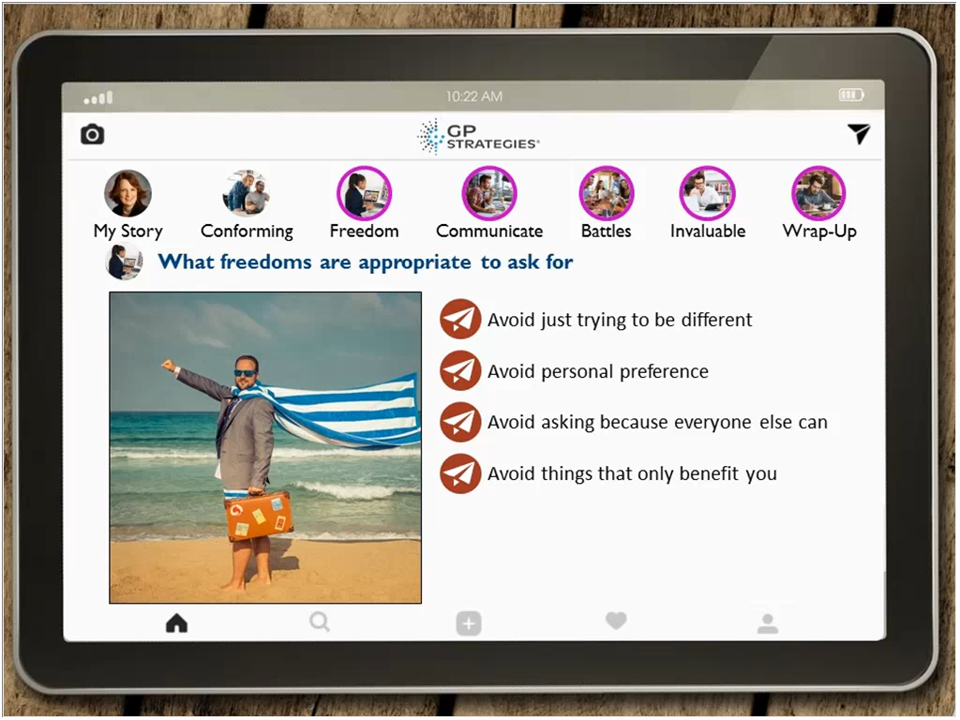 10:22 AM
GP
STRATEGIES®
My Story
Conforming
Freedom
Communicate
Battles
Invaluable
Wrap-Up
What freedoms are appropriate to ask for
Avoid just trying to be different
Avoid personal preference
Avoid asking because everyone else can
Avoid things that only benefit you